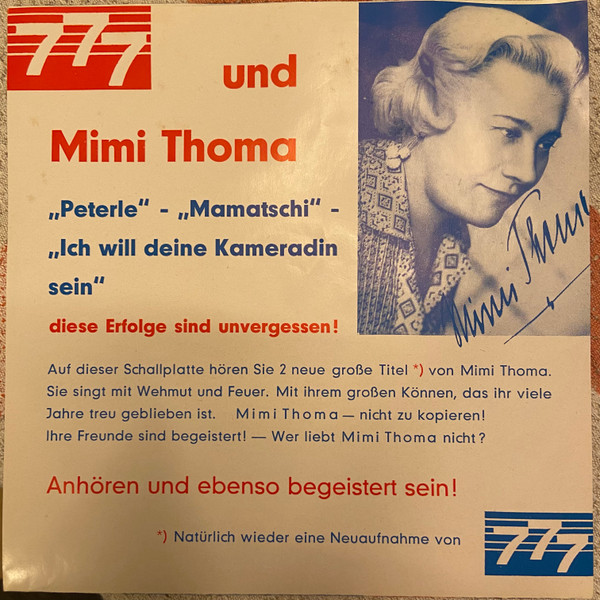 777
und
Mimi Thoma
„Peterle“ - „Mamatschi“ -
„Ich will deine Kameradin
sein“
diese Erfolge sind unvergessen!
Mimi Thoma
Auf dieser Schallplatte hören Sie 2 neue große Titel *) von Mimi Thoma.
Sie singt mit Wehmut und Feuer. Mit ihrem großen Können, das ihr viele
Jahre treu geblieben ist. Mimi Thoma — nicht zu kopieren!
Ihre Freunde sind begeistert! — Wer liebt Mimi Thoma nicht?
Anhören und ebenso begeistert sein!
*) Natürlich wieder eine Neuaufnahme von
777